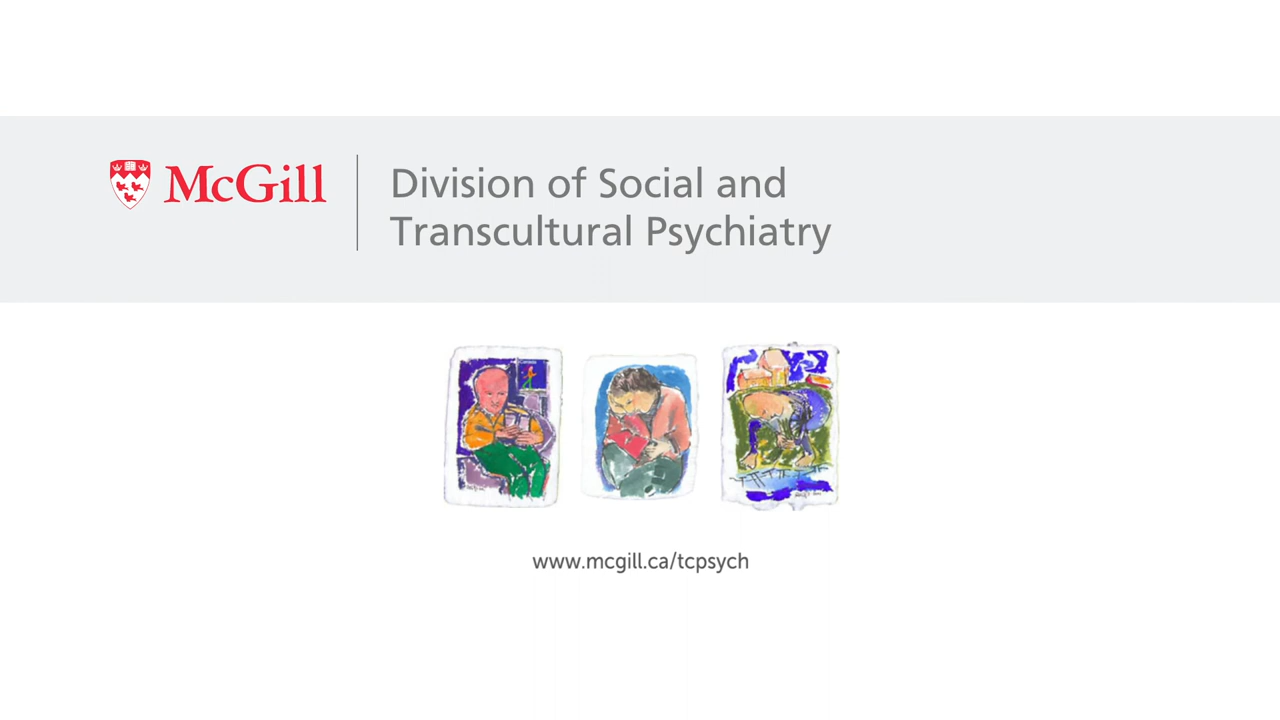 McGill
Division of Social and
Transcultural Psychiatry
www.mcgill.ca/tcpsych